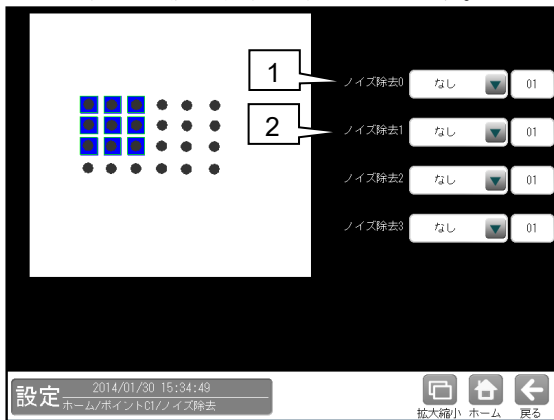 1
ノイズ除去0 なし 01
2
ノイズ除去1 なし 01
ノイズ除去2 なし 01
ノイズ除去3 なし 01
設定 2014/01/30 15:34:49
ホーム/ポイントC1/ノイズ除去
拡大縮小 ホーム 戻る